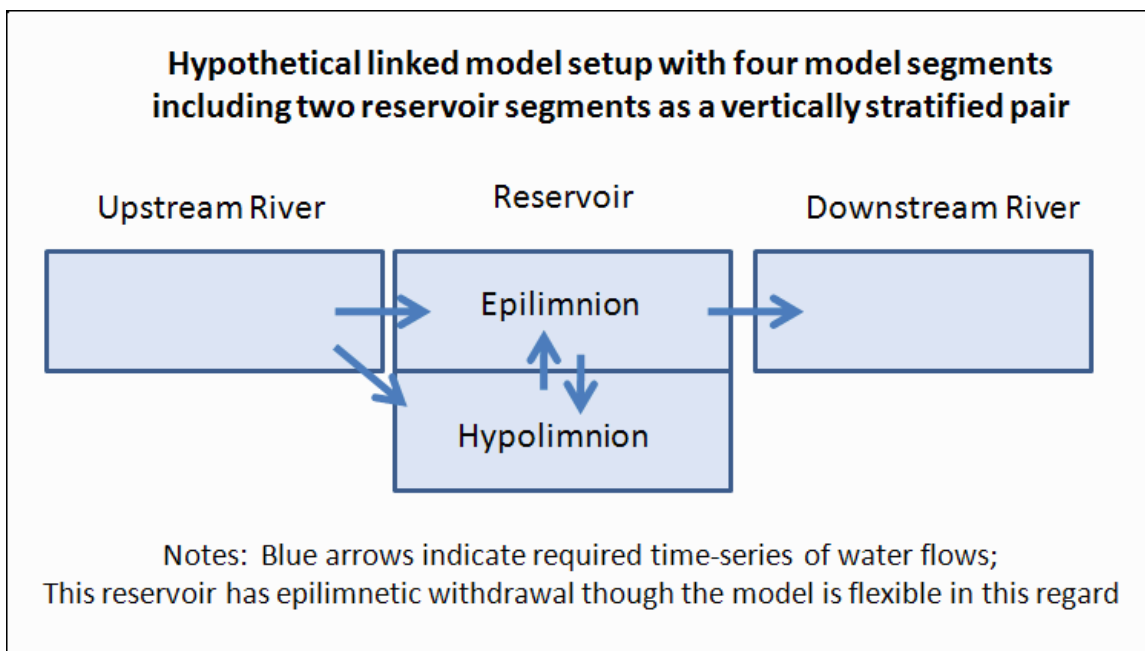 Hypothetical linked model setup with four model segments
including two reservoir segments as a vertically stratified pair
Upstream River
Reservoir
Downstream River
Epilimnion
Hypolimnion
Notes:  Blue arrows indicate required time-series of water flows;
This reservoir has epilimnetic withdrawal though the model is flexible in this regard